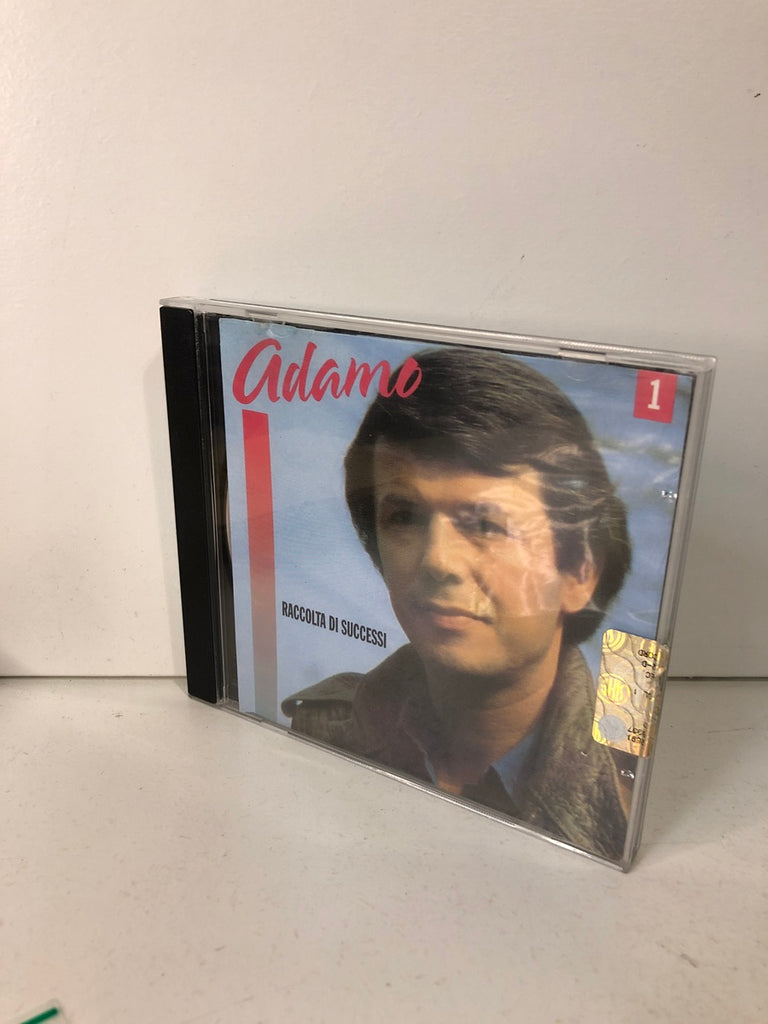 Adamo
1
RACCOLTA DI SUCCESSI